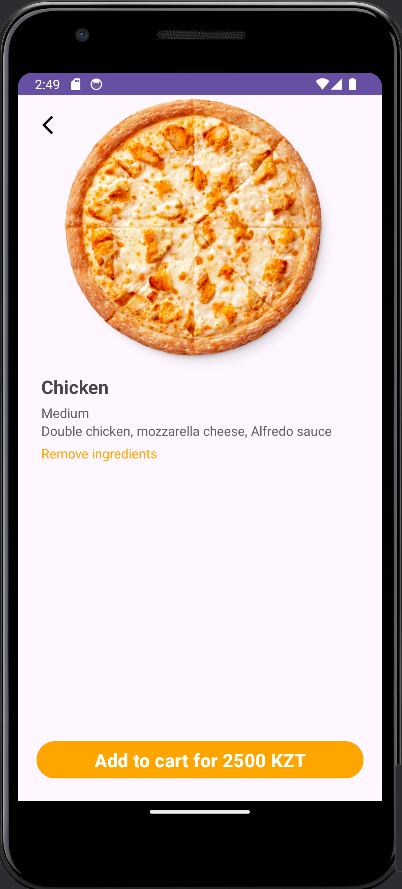 2:49
Chicken
Medium
Double chicken, mozzarella cheese, Alfredo sauce
Remove ingredients
Add to cart for 2500 KZT